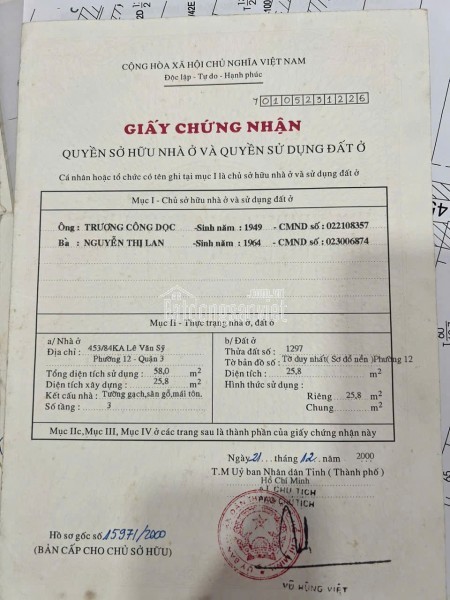 CỘNG HÒA XÃ HỘI CHỦ NGHĨA VIỆT NAM
Độc lập - Tự do - Hạnh phúc
7 0105231226
GIẤY CHỨNG NHẬN
QUYỀN SỞ HỮU NHÀ Ở VÀ QUYỀN SỬ DỤNG ĐẤT Ở
Cá nhân hoặc tổ chức có tên ghi tại mục I là chủ sở hữu nhà ở và sử dụng đất ở
Mục I - Chủ sở hữu nhà ở và sử dụng đất ở
Ông : TRƯƠNG CÔNG DỌC -Sinh năm : 1949 - CMND số : 022108357
Bà : NGUYỄN THỊ LAN -Sinh năm : 1964 - CMND số : 023006874
Mục Ii - Thực trạng nhà ở, đất ở
a/ Nhà ở
Địa chỉ : 453/84KA Lê Văn Sỹ
Phường 12 - Quận 3
Tổng diện tích sử dụng : 58,0 m2
Diện tích xây dựng : 25,8 m2
Kết cấu nhà : Tường gạch, sàn gỗ, mái tôn.
Số tầng : 3
b/ Đất ở
Thửa đất số : 1297
Tờ bản đồ số : Tờ duy nhất( Sơ đồ nền )Phường 12
Diện tích : 25,8 m2
Hình thức sử dụng :
Riêng : 25,8 m2
Chung : m2
Mục IIc, Mục III, Mục IV ở các trang sau là thành phần của giấy chứng nhận này
Ngày 21 tháng 12 năm 2000
T.M Uỷ ban Nhân dân Tỉnh ( Thành phố )
Hồ Chí Minh
CHỦ TỊCH
Hồ sơ gốc số 15971/2000
(BẢN CẤP CHO CHỦ SỞ HỮU)
VŨ HÙNG VIỆT